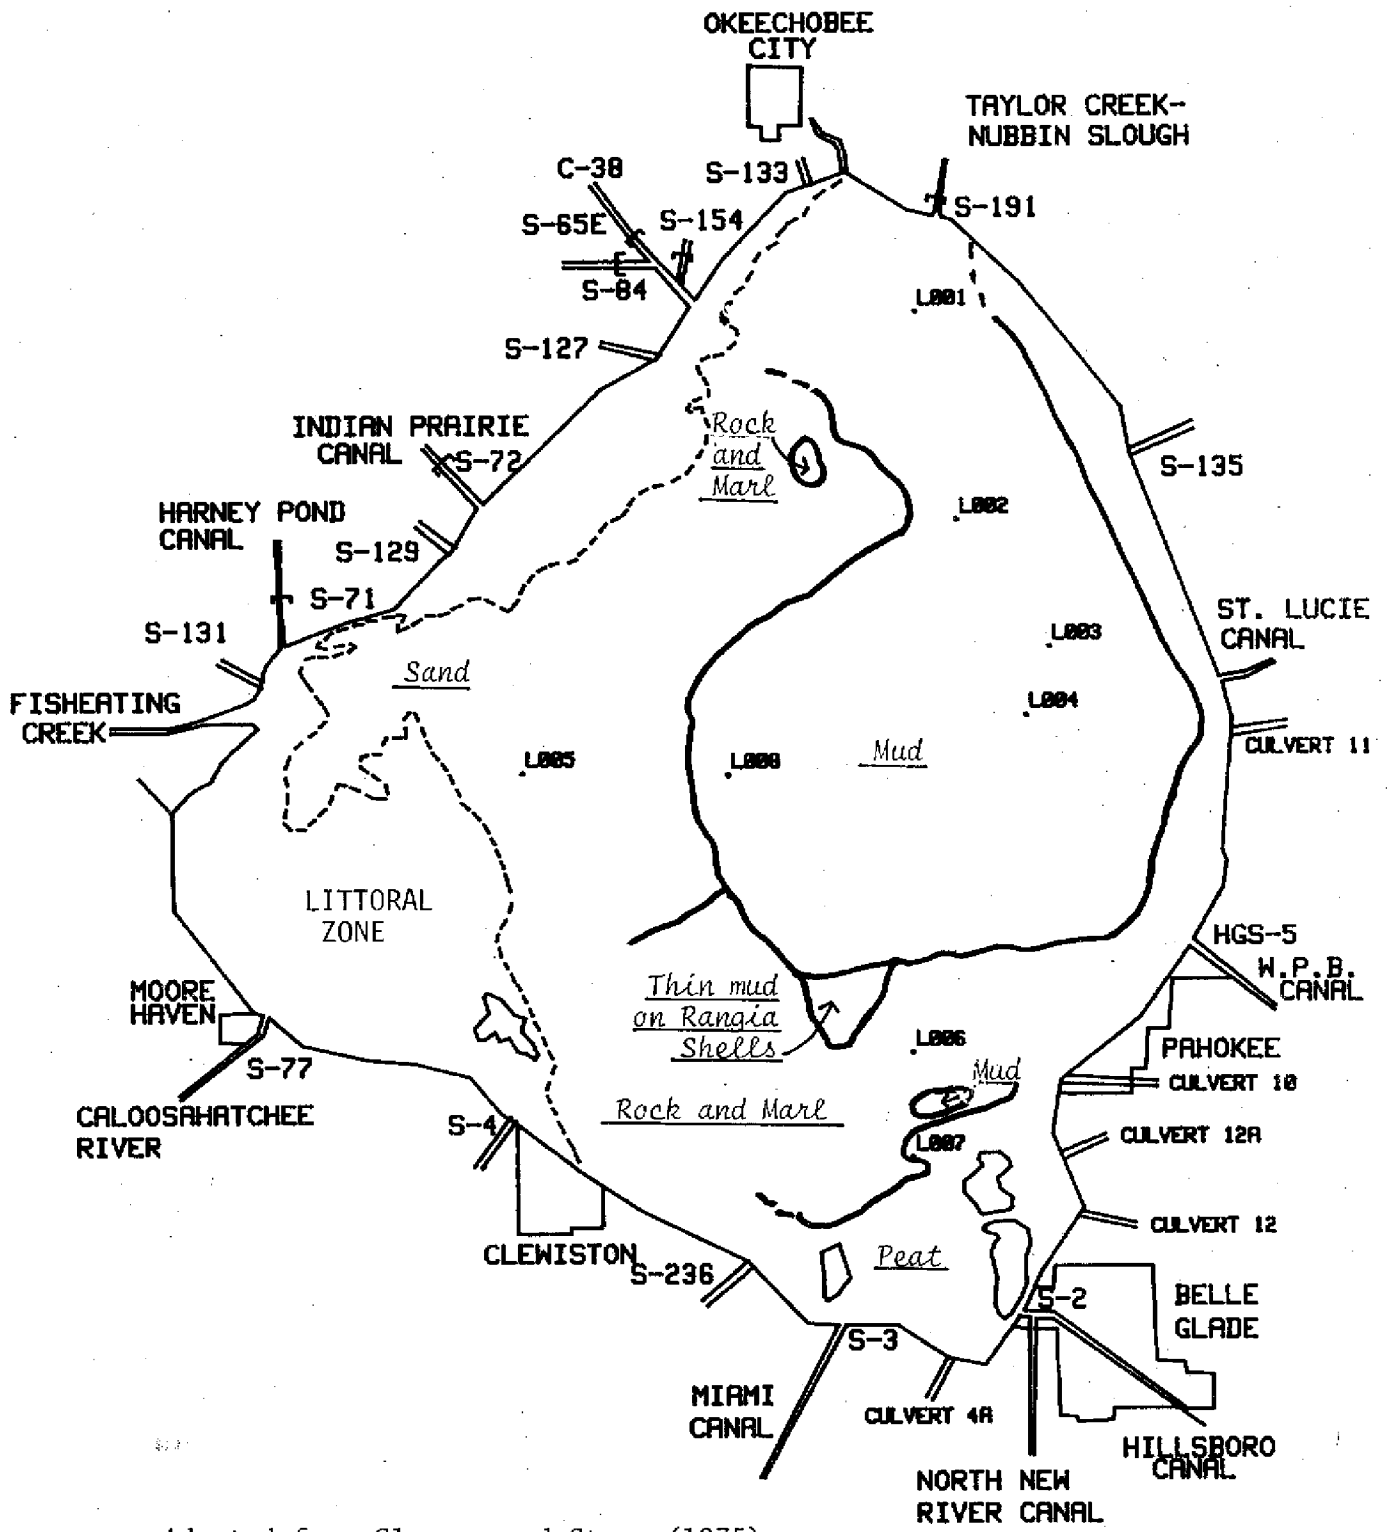 OKEECHOBEE
CITY
TAYLOR CREEK-
NUBBIN SLOUGH
C-38
S-133
S-191
S-65E
S-154
S-84
L001
S-127
INDIAN PRAIRIE
CANAL
S-72
Rock
and
Marl
S-135
HARNEY POND
CANAL
L002
S-129
S-71
ST. LUCIE
CANAL
S-131
L003
Sand
FISHEATING
CREEK
L004
CULVERT 11
L005
L008
Mud
LITTORAL
ZONE
HGS-5
W.P.B.
CANAL
MOORE
HAVEN
Thin mud
on Rangia
Shells
L006
PAHOKEE
S-77
Mud
CULVERT 10
CALOOSAHATCHEE
RIVER
Rock and Marl
S-4
L007
CULVERT 12A
CULVERT 12
CLEWISTON
S-236
Peat
S-2
BELLE
GLADE
S-3
MIAMI
CANAL
CULVERT 4A
HILLSBORO
CANAL
NORTH NEW
RIVER CANAL